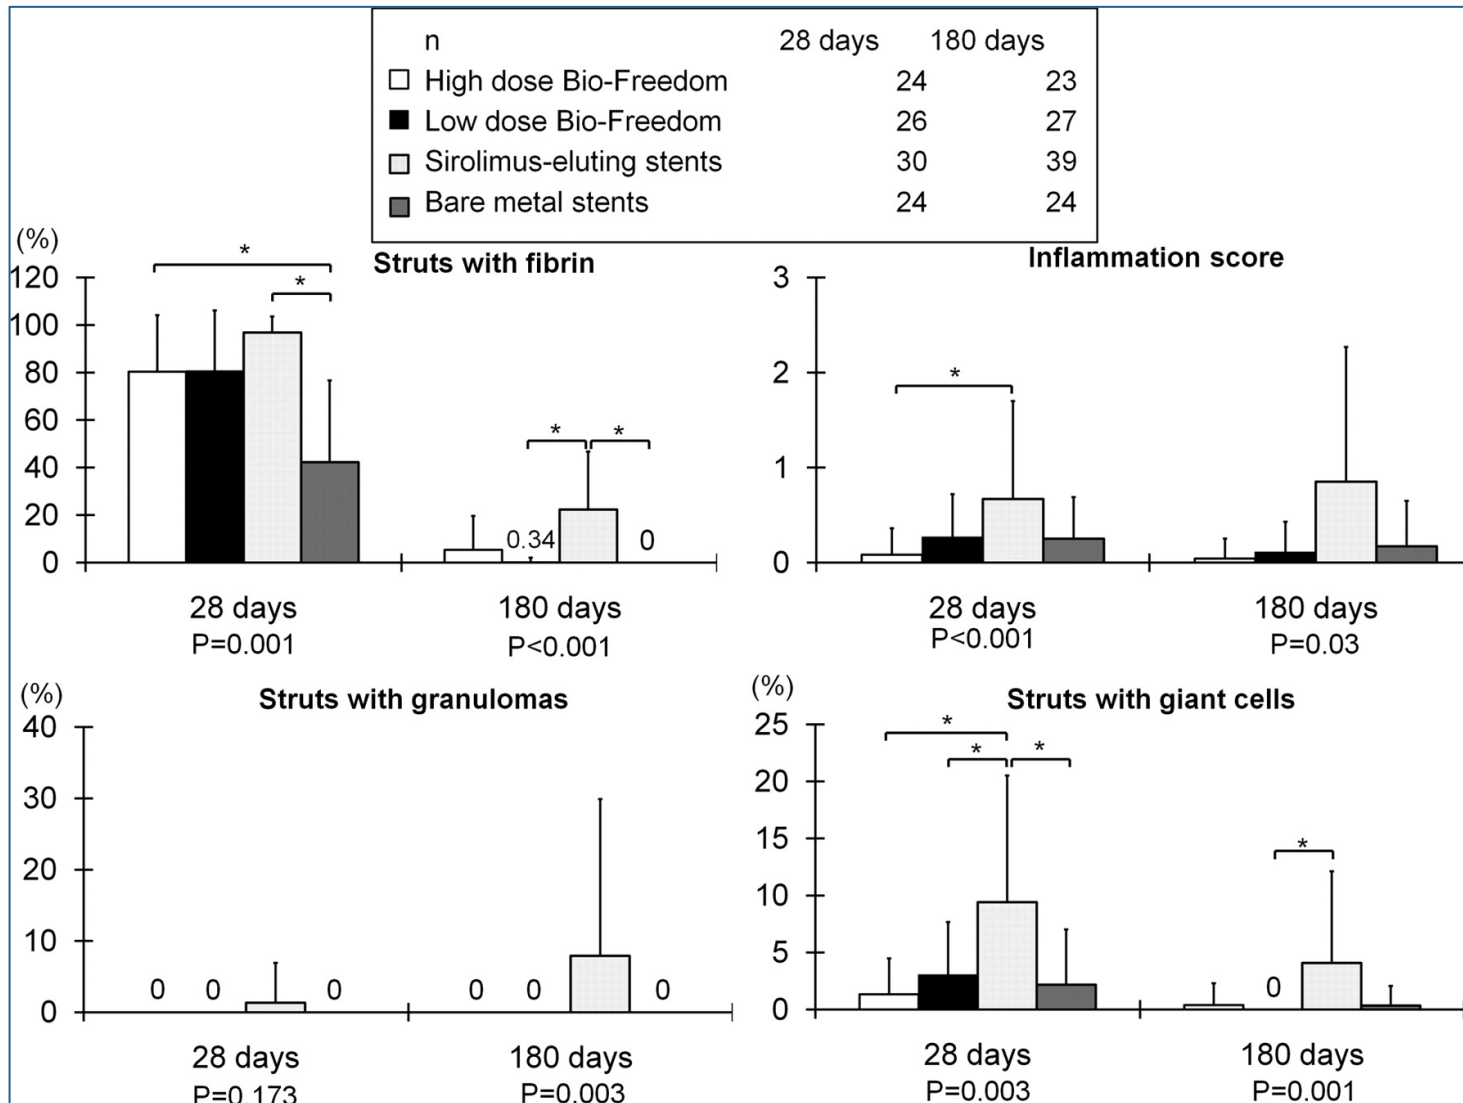 n 28 days 180 days
High dose Bio-Freedom 24 23
Low dose Bio-Freedom 26 27
Sirolimus-eluting stents 30 39
Bare metal stents 24 24
(%)
Struts with fibrin
120
100
80
60
40
20
0
* *
* *
0.34 0
28 days 180 days
P=0.001 P<0.001
Inflammation score
3
2
1
0
*
28 days 180 days
P<0.001 P=0.03
(%)
Struts with granulomas
40
30
20
10
0
0 0 0 0 0 0
28 days 180 days
P=0.173 P=0.003
(%)
Struts with giant cells
25
20
15
10
5
0
*
* *
*
0
28 days 180 days
P=0.003 P=0.001